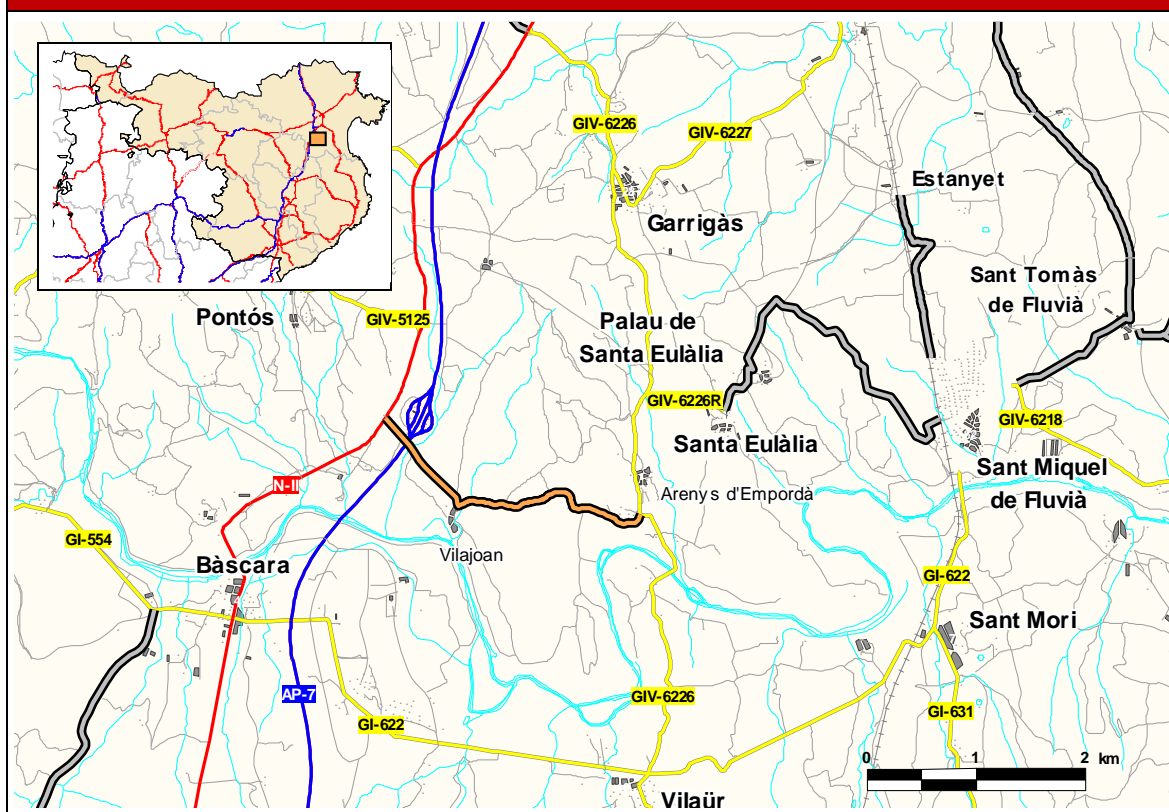 GIV-6226
GIV-6227
Estanyet
Garrigàs
Sant Tomàs
de Fluvià
Pontós
GIV-5125
Palau de
Santa Eulàlia
GIV-6226R
GIV-6218
Santa Eulàlia
Sant Miquel
de Fluvià
N-II
Arenys d'Empordà
GI-554
Vilajoan
Bàscara
GI-622
Sant Mori
AP-7
GIV-6226
GI-622
GI-631
0 1 2 km
Vilaür